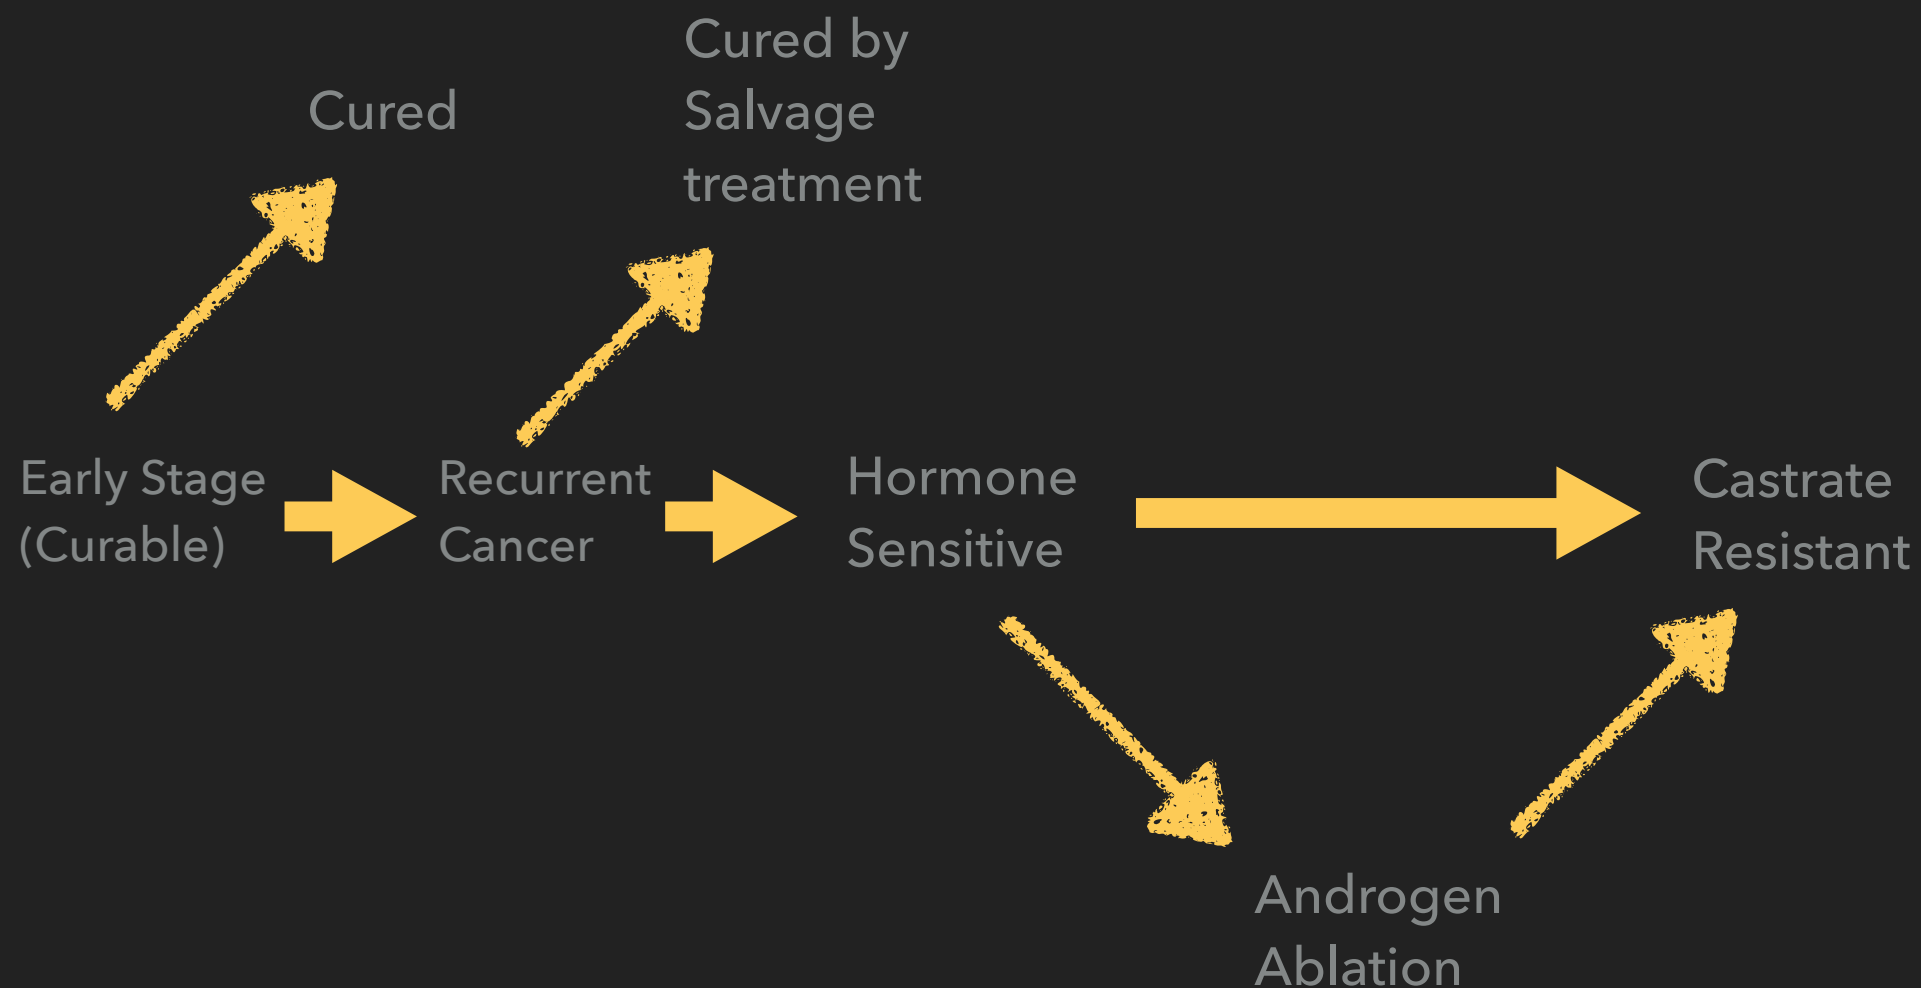 Cured
Cured by
Salvage
treatment
Early Stage
(Curable)
Recurrent
Cancer
Hormone
Sensitive
Castrate
Resistant
Androgen
Ablation